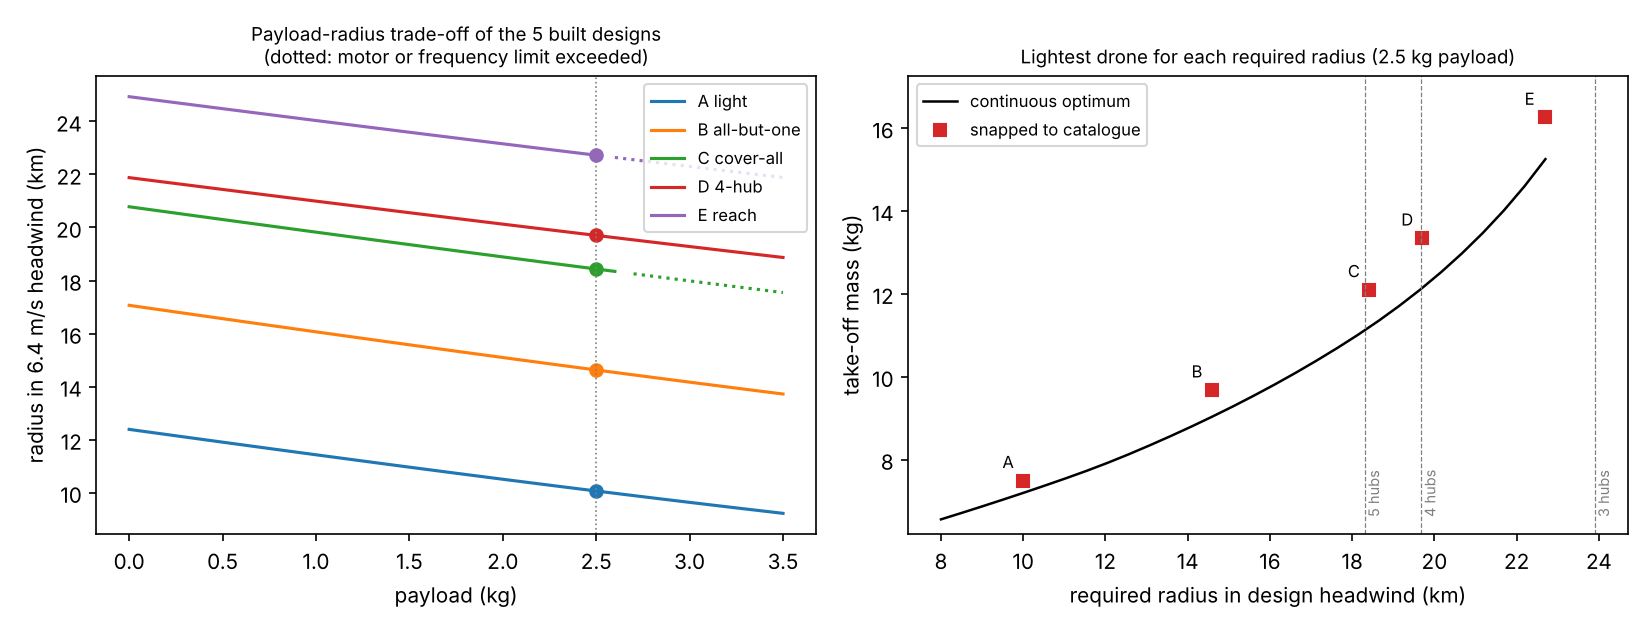 Payload-radius trade-off of the 5 built designs
(dotted: motor or frequency limit exceeded)
radius in 6.4 m/s headwind (km)
24
22
20
18
16
14
12
10
A light
B all-but-one
C cover-all
D 4-hub
E reach
0.0 0.5 1.0 1.5 2.0 2.5 3.0 3.5
payload (kg)
Lightest drone for each required radius (2.5 kg payload)
take-off mass (kg)
16
14
12
10
8
continuous optimum
snapped to catalogue
A
B
C
D
E
5 hubs
4 hubs
3 hubs
8 10 12 14 16 18 20 22 24
required radius in design headwind (km)